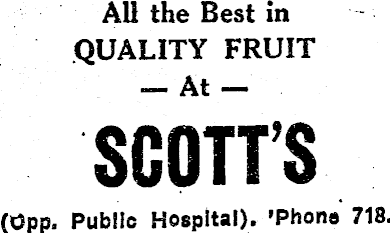 All the Best in
QUALITY FRUIT
— At —
SCOTT'S
(Opp. Public Hospital). 'Phone 718.